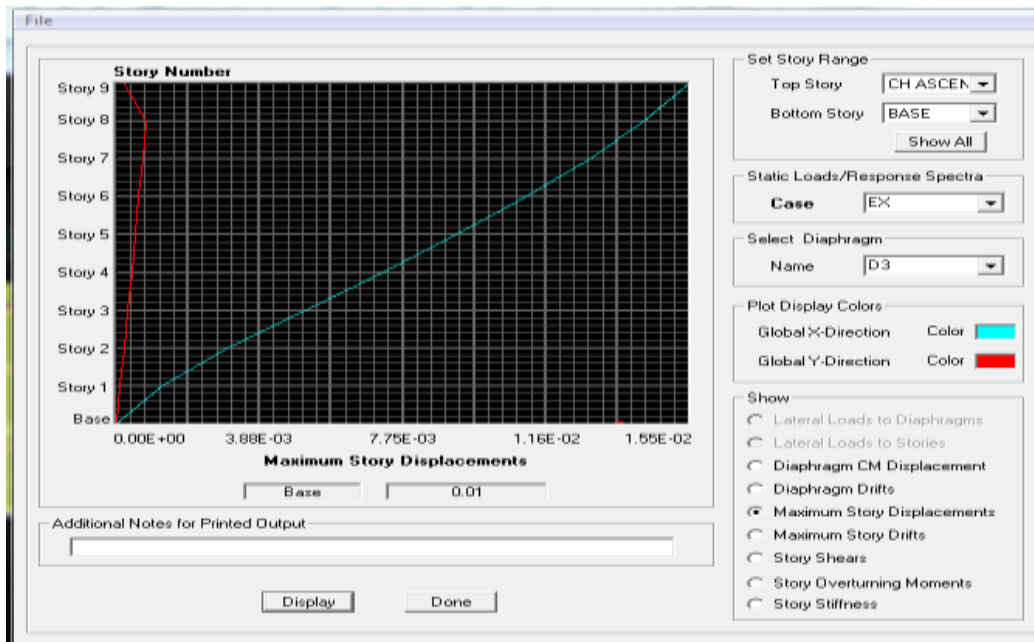 File
Story Number
Story 9
Story 8
Story 7
Story 6
Story 5
Story 4
Story 3
Story 2
Story 1
Base
0.00E+00 3.88E-03 7.75E-03 1.16E-02 1.55E-02
Maximum Story Displacements
Base 0.01
Additional Notes for Printed Output
Display Done
Set Story Range
Top Story CH ASCEN
Bottom Story BASE
Show All
Static Loads/Response Spectra
Case EX
Select Diaphragm
Name D3
Plot Display Colors
Global X-Direction Color
Global Y-Direction Color
Show
Lateral Loads to Diaphragms
Lateral Loads to Stories
Diaphragm CM Displacement
Diaphragm Drifts
Maximum Story Displacements
Maximum Story Drifts
Story Shears
Story Overturning Moments
Story Stiffness